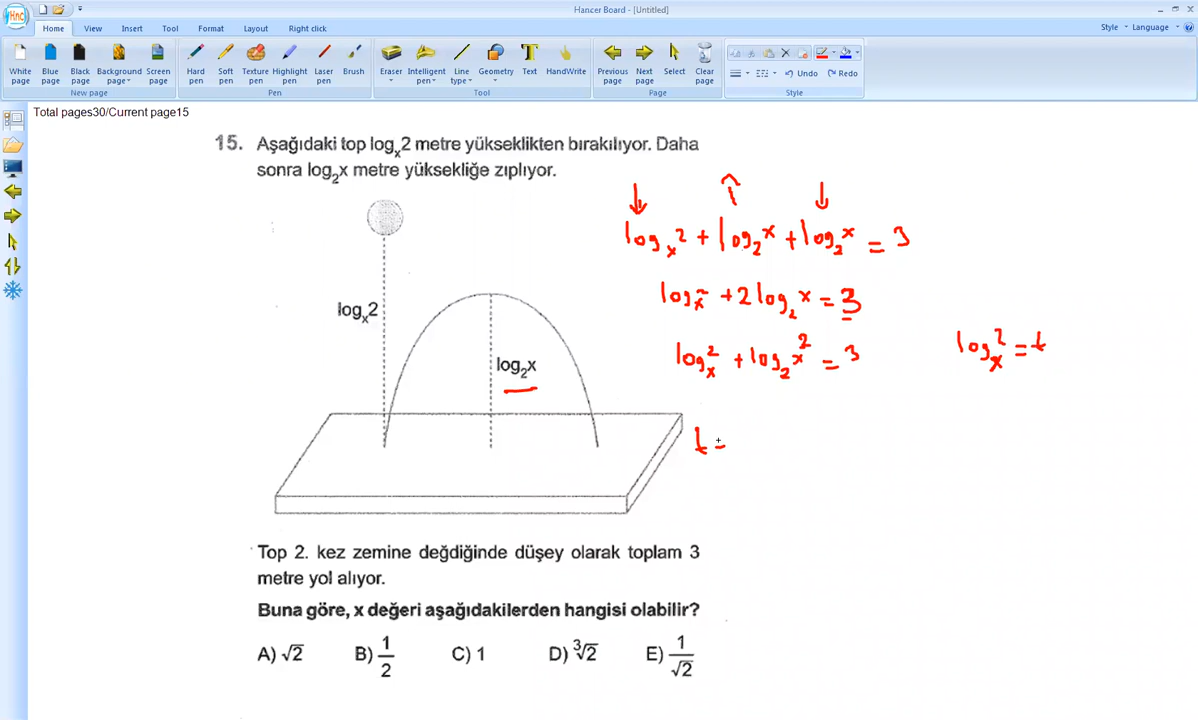 Hnc
Hancer Board - [Untitled]
Home View Insert Tool Format Layout Right click
Style Language
White page
Blue page
Black page
Background page
Screen page
Hard pen
Soft pen
Texture pen
Highlight pen
Laser pen
Brush
Eraser
Intelligent pen
Line type
Geometry
Text
HandWrite
Previous page
Next page
Select
Clear page
Undo
Redo
New page
Pen
Tool
Page
Style
Total pages30/Current page15
15. Aşağıdaki top logₓ2 metre yükseklikten bırakılıyor. Daha
sonra log₂x metre yüksekliğe zıplıyor.
logₓ2 + log₂x + log₂x = 3
logₓ2 + 2log₂x = 3
logₓ2 + log₂x² = 3
logₓ2 = t
t =
logₓ2
log₂x
Top 2. kez zemine değdiğinde düşey olarak toplam 3
metre yol alıyor.
Buna göre, x değeri aşağıdakilerden hangisi olabilir?
A) √2 B) 1/2 C) 1 D) ³√2 E) 1/√2